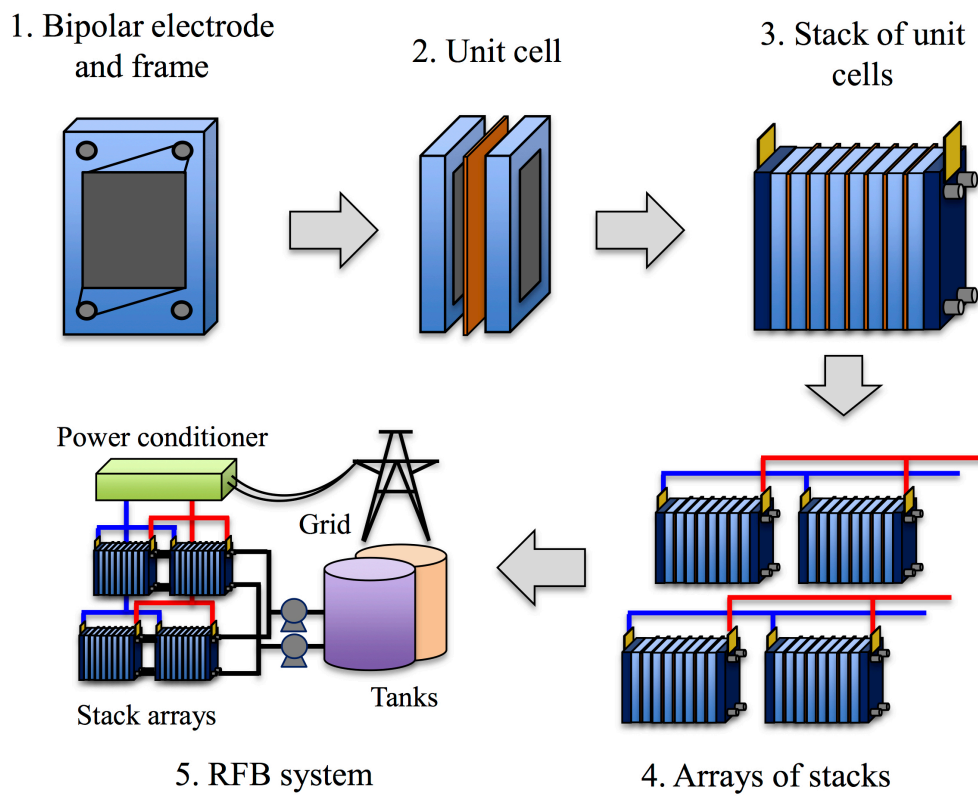 1. Bipolar electrode
and frame
2. Unit cell
3. Stack of unit
cells
Power conditioner
Grid
Tanks
Stack arrays
5. RFB system
4. Arrays of stacks